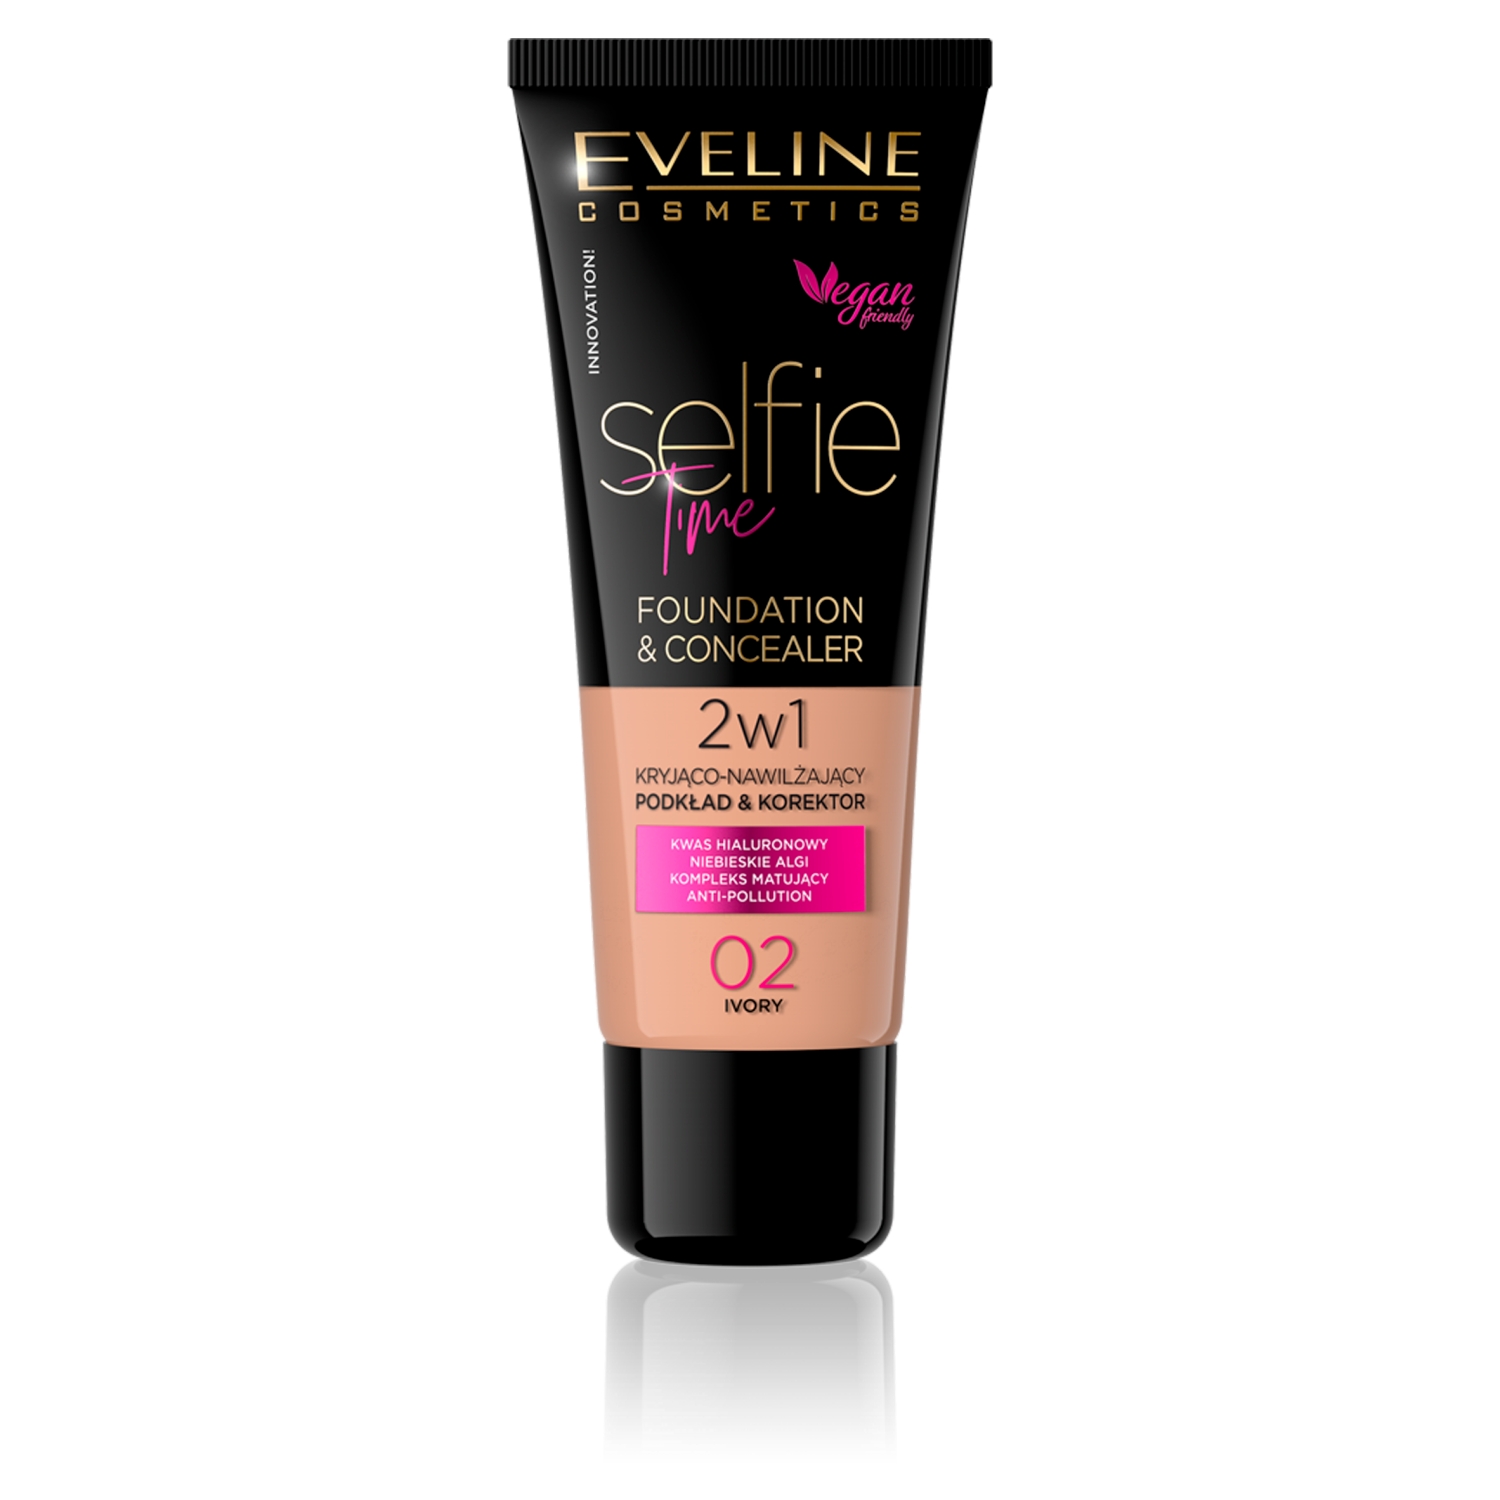 EVELINE
COSMETICS
INNOVATION!
Vegan
friendly
selfie
Time
FOUNDATION
& CONCEALER
2w1
KRYJĄCO-NAWILŻAJĄCY
PODKŁAD & KOREKTOR
KWAS HIALURONOWY
NIEBIESKIE ALGI
KOMPLEKS MATUJĄCY
ANTI-POLLUTION
02
IVORY